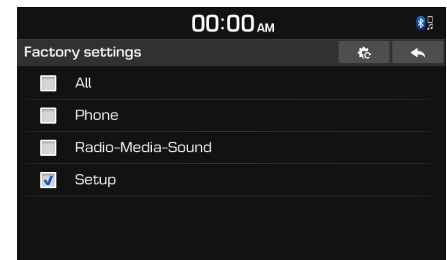 00:00 AM
Factory settings
All
Phone
Radio-Media-Sound
Setup